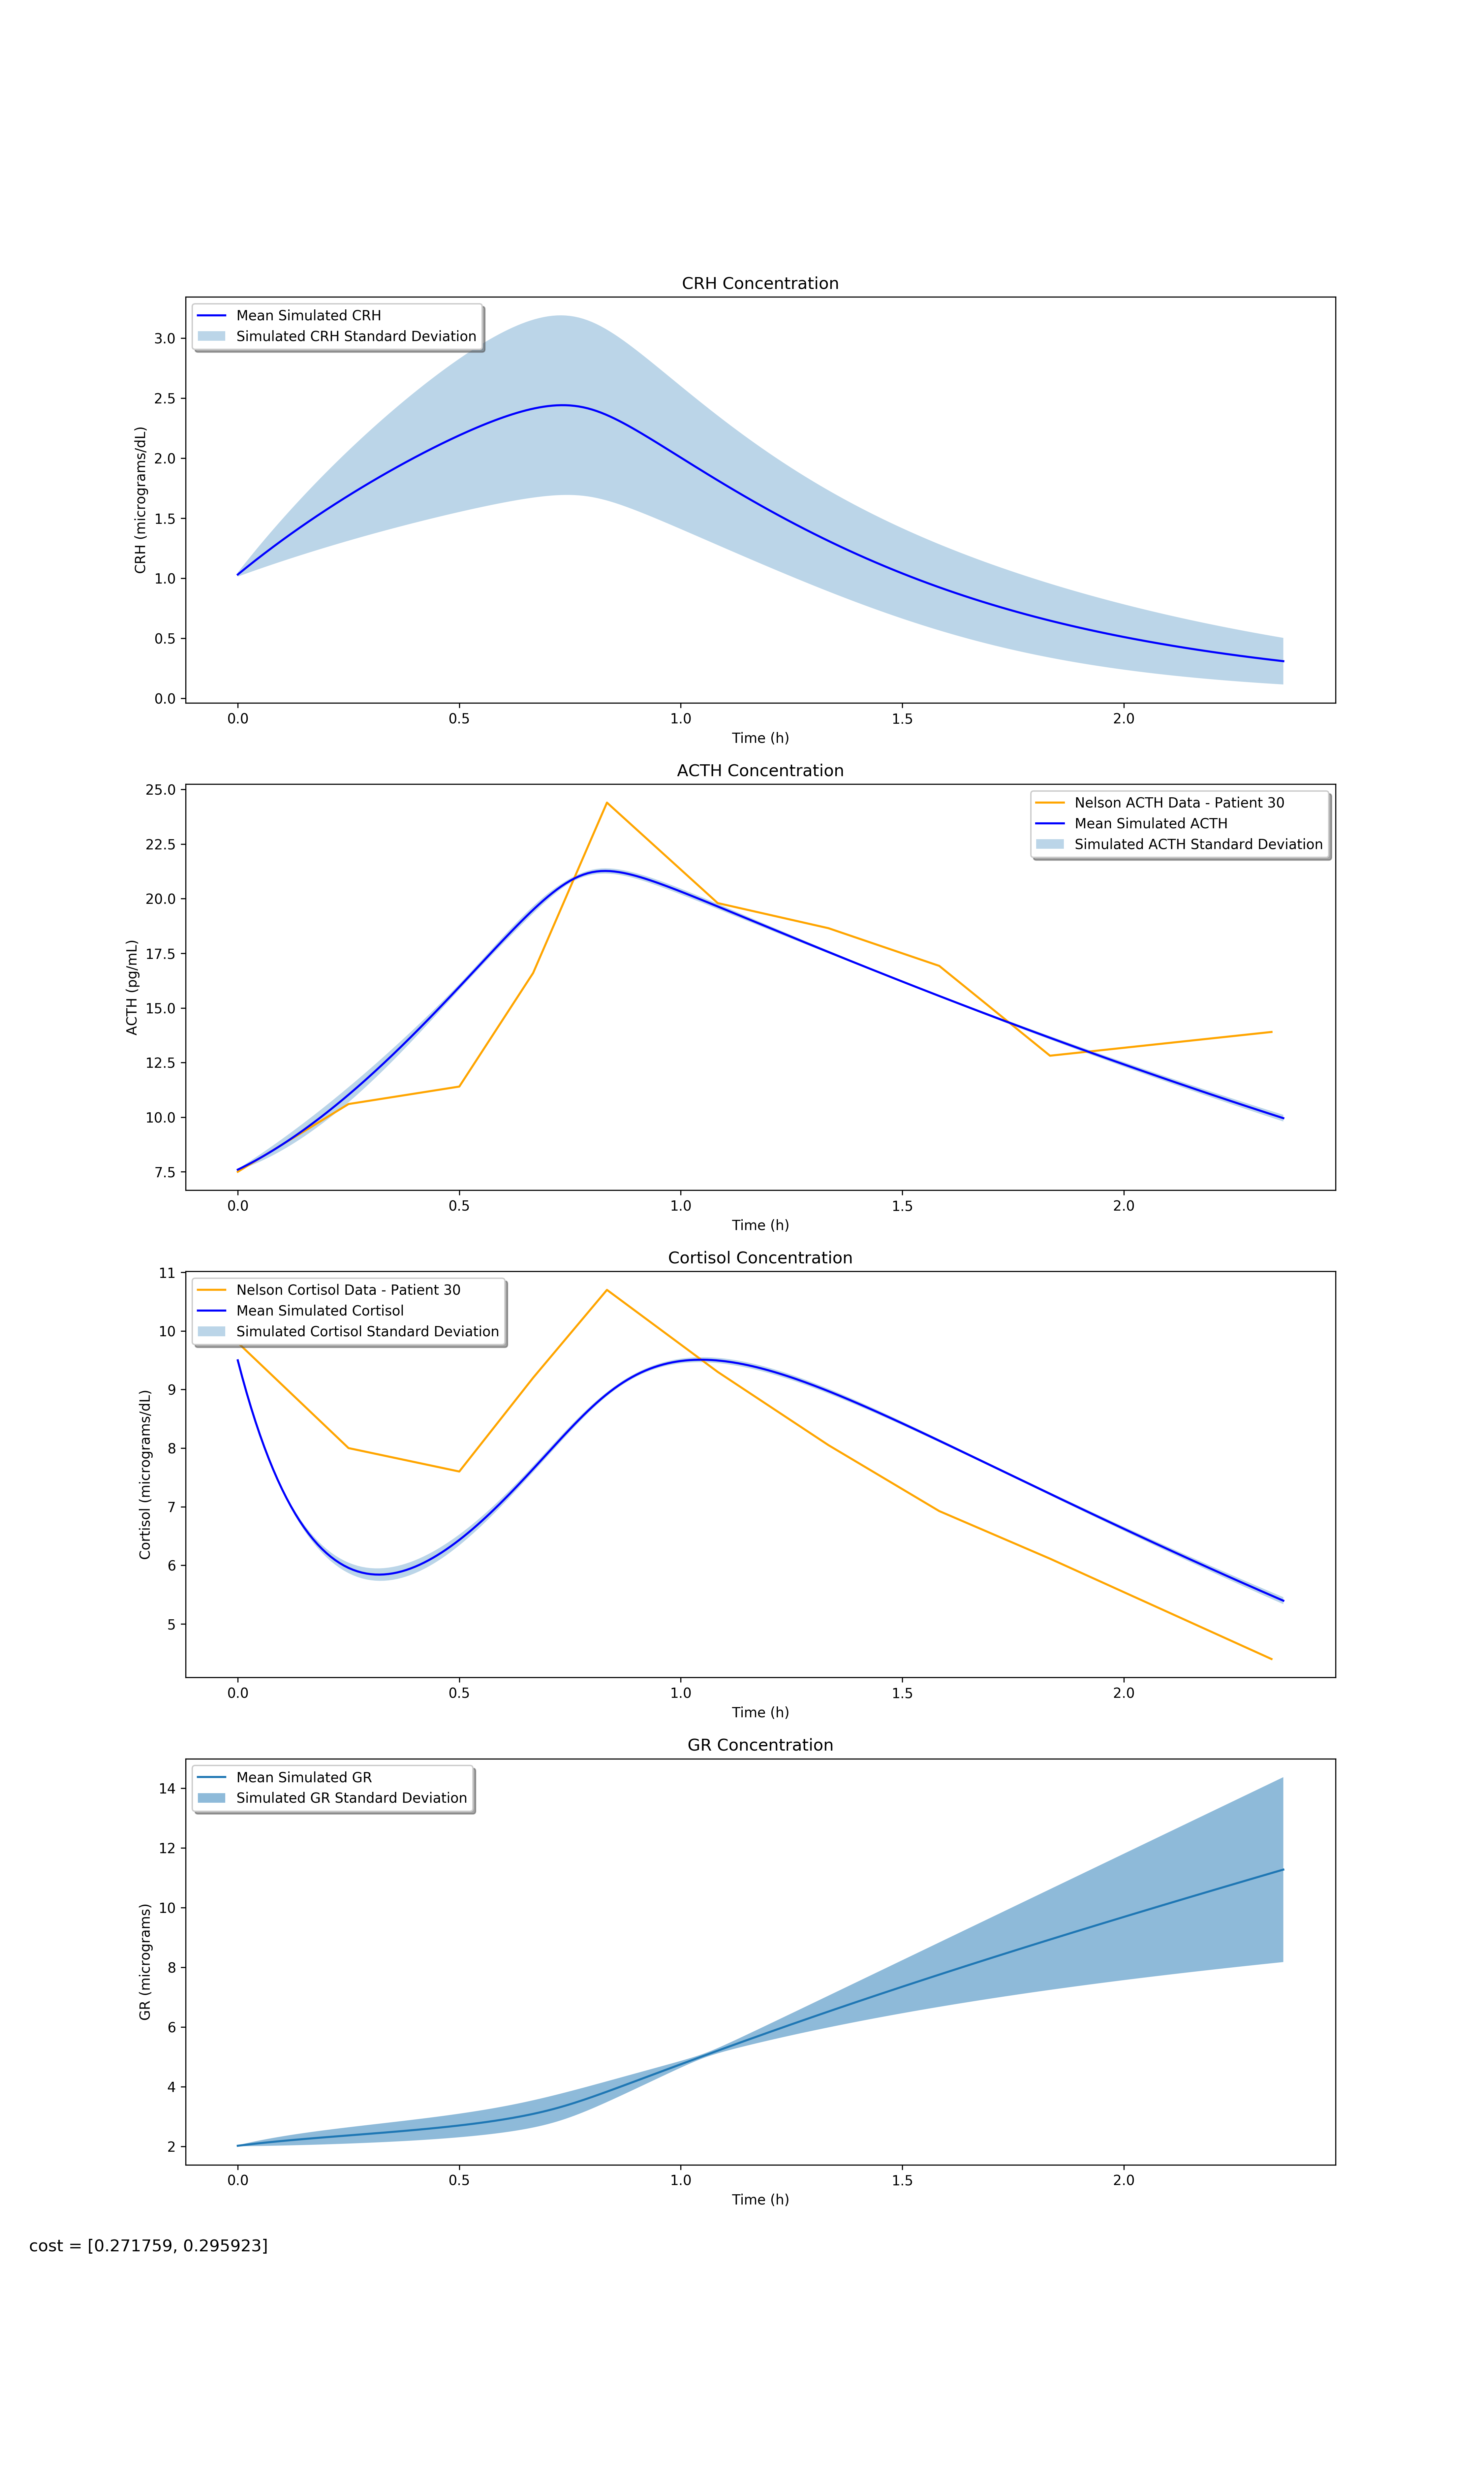 CRH Concentration
Mean Simulated CRH
Simulated CRH Standard Deviation
CRH (micrograms/dL)
3.0
2.5
2.0
1.5
1.0
0.5
0.0
0.0 0.5 1.0 1.5 2.0
Time (h)
ACTH Concentration
Nelson ACTH Data - Patient 30
Mean Simulated ACTH
Simulated ACTH Standard Deviation
ACTH (pg/mL)
25.0
22.5
20.0
17.5
15.0
12.5
10.0
7.5
0.0 0.5 1.0 1.5 2.0
Time (h)
Cortisol Concentration
Nelson Cortisol Data - Patient 30
Mean Simulated Cortisol
Simulated Cortisol Standard Deviation
Cortisol (micrograms/dL)
11
10
9
8
7
6
5
0.0 0.5 1.0 1.5 2.0
Time (h)
GR Concentration
Mean Simulated GR
Simulated GR Standard Deviation
GR (micrograms)
14
12
10
8
6
4
2
0.0 0.5 1.0 1.5 2.0
Time (h)
cost = [0.271759, 0.295923]